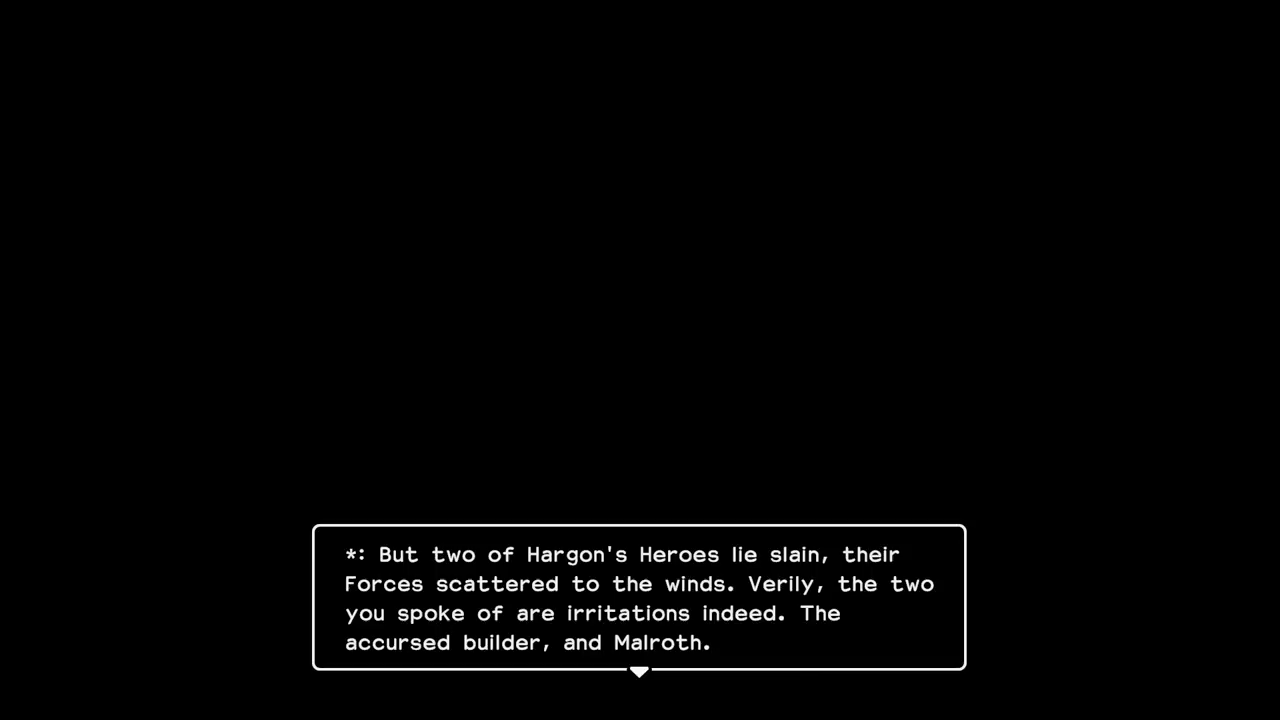 *: But two of Hargon's Heroes lie slain, their
Forces scattered to the winds. Verily, the two
you spoke of are irritations indeed. The
accursed builder, and Malroth.